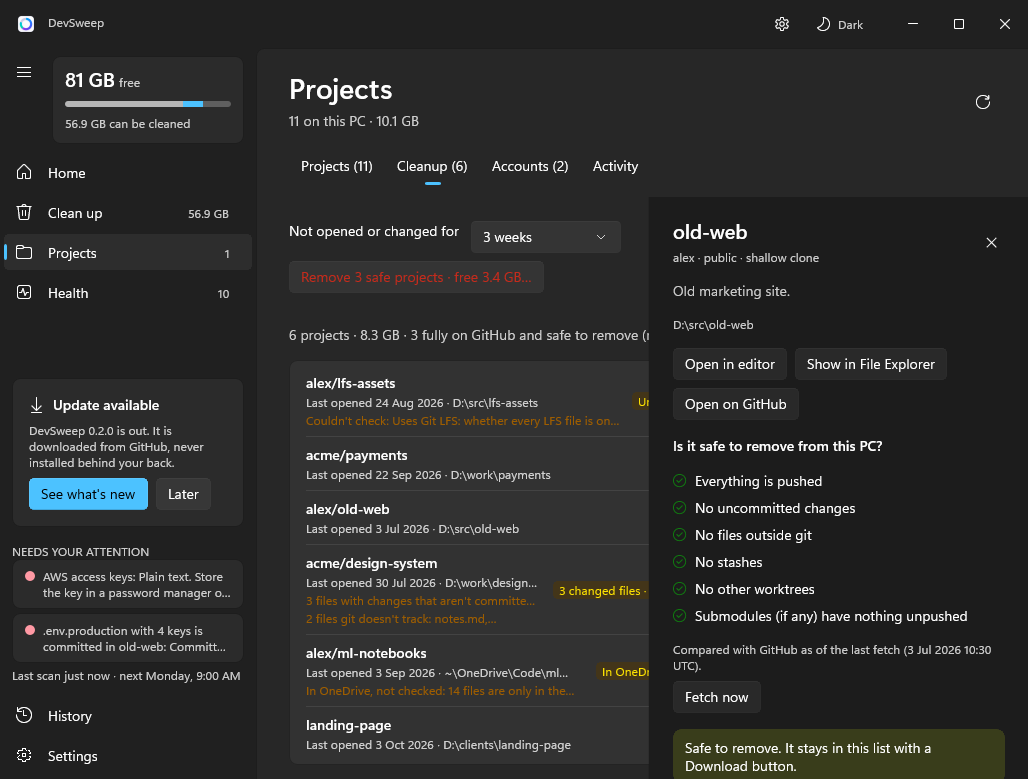 DevSweep
Dark
81 GB free
56.9 GB can be cleaned
Home
Clean up 56.9 GB
Projects 1
Health 10
Update available
DevSweep 0.2.0 is out. It is
downloaded from GitHub, never
installed behind your back.
See what's new
Later
NEEDS YOUR ATTENTION
AWS access keys: Plain text. Store
the key in a password manager o...
.env.production with 4 keys is
committed in old-web: Committ...
Last scan just now · next Monday, 9:00 AM
History
Settings
Projects
11 on this PC · 10.1 GB
Projects (11)
Cleanup (6)
Accounts (2)
Activity
Not opened or changed for
3 weeks
Remove 3 safe projects · free 3.4 GB...
6 projects · 8.3 GB · 3 fully on GitHub and safe to remove (
alex/lfs-assets
Last opened 24 Aug 2026 · D:\src\lfs-assets
Couldn't check: Uses Git LFS: whether every LFS file is on...
acme/payments
Last opened 22 Sep 2026 · D:\work\payments
alex/old-web
Last opened 3 Jul 2026 · D:\src\old-web
acme/design-system
Last opened 30 Jul 2026 · D:\work\design...
3 files with changes that aren't committe...
2 files git doesn't track: notes.md,...
3 changed files ·
alex/ml-notebooks
Last opened 3 Sep 2026 · ~\OneDrive\Code\ml...
In OneDrive, not checked: 14 files are only in the...
In OneDr
landing-page
Last opened 3 Oct 2026 · D:\clients\landing-page
old-web
alex · public · shallow clone
Old marketing site.
D:\src\old-web
Open in editor
Show in File Explorer
Open on GitHub
Is it safe to remove from this PC?
Everything is pushed
No uncommitted changes
No files outside git
No stashes
No other worktrees
Submodules (if any) have nothing unpushed
Compared with GitHub as of the last fetch (3 Jul 2026 10:30
UTC).
Fetch now
Safe to remove. It stays in this list with a
Download button.